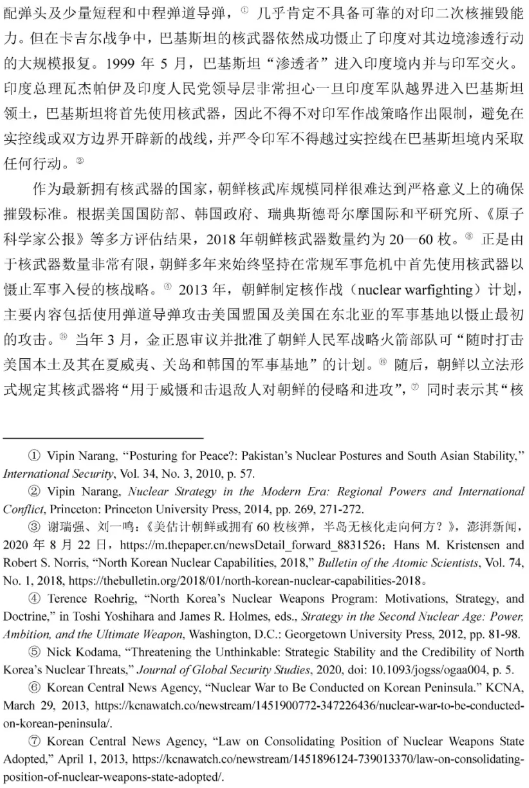 配弹头及少量短程和中程弹道导弹，① 几乎肯定不具备可靠的对印二次核摧毁能
力。但在卡吉尔战争中，巴基斯坦的核武器依然成功慑止了印度对其边境渗透行动
的大规模报复。1999 年 5 月，巴基斯坦“渗透者”进入印度境内并与印军交火。
印度总理瓦杰帕伊及印度人民党领导层非常担心一旦印度军队越界进入巴基斯坦
领土，巴基斯坦将首先使用核武器，因此不得不对印军作战策略作出限制，避免在
实控线或双方边界开辟新的战线，并严令印军不得越过实控线在巴基斯坦境内采取
任何行动。②
作为最新拥有核武器的国家，朝鲜核武库规模同样很难达到严格意义上的确保
摧毁标准。根据美国国防部、韩国政府、瑞典斯德哥尔摩国际和平研究所、《原子
科学家公报》等多方评估结果，2018 年朝鲜核武器数量约为 20—60 枚。③ 正是由
于核武器数量非常有限，朝鲜多年来始终坚持在常规军事危机中首先使用核武器以
慑止军事入侵的核战略。④ 2013 年，朝鲜制定核作战（nuclear warfighting）计划，
主要内容包括使用弹道导弹攻击美国盟国及美国在东北亚的军事基地以慑止最初
的攻击。⑤ 当年 3 月，金正恩审议并批准了朝鲜人民军战略火箭部队可“随时打击
美国本土及其在夏威夷、关岛和韩国的军事基地”的计划。⑥ 随后，朝鲜以立法形
式规定其核武器将“用于威慑和击退敌人对朝鲜的侵略和进攻”，⑦ 同时表示其“核
① Vipin Narang, “Posturing for Peace?: Pakistan’s Nuclear Postures and South Asian Stability,”
International Security, Vol. 34, No. 3, 2010, p. 57.
② Vipin Narang, Nuclear Strategy in the Modern Era: Regional Powers and International
Conflict, Princeton: Princeton University Press, 2014, pp. 269, 271-272.
③ 谢瑞强、刘一鸣：《美估计朝鲜或拥有 60 枚核弹，半岛无核化走向何方？》，澎湃新闻，
2020 年 8 月 22 日，https://m.thepaper.cn/newsDetail_forward_8831526；Hans M. Kristensen and
Robert S. Norris, “North Korean Nuclear Capabilities, 2018,” Bulletin of the Atomic Scientists, Vol. 74,
No. 1, 2018, https://thebulletin.org/2018/01/north-korean-nuclear-capabilities-2018。
④ Terence Roehrig, “North Korea’s Nuclear Weapons Program: Motivations, Strategy, and
Doctrine,” in Toshi Yoshihara and James R. Holmes, eds., Strategy in the Second Nuclear Age: Power,
Ambition, and the Ultimate Weapon, Washington, D.C.: Georgetown University Press, 2012, pp. 81-98.
⑤ Nick Kodama, “Threatening the Unthinkable: Strategic Stability and the Credibility of North
Korea’s Nuclear Threats,” Journal of Global Security Studies, 2020, doi: 10.1093/jogss/ogaa004, p. 5.
⑥ Korean Central News Agency, “Nuclear War to Be Conducted on Korean Peninsula.” KCNA,
March 29, 2013, https://kcnawatch.co/newstream/1451900772-347226436/nuclear-war-to-be-conducted-
on-korean-peninsula/.
⑦ Korean Central News Agency, “Law on Consolidating Position of Nuclear Weapons State
Adopted,” April 1, 2013, https://kcnawatch.co/newstream/1451896124-739013370/law-on-consolidating-
position-of-nuclear-weapons-state-adopted/.